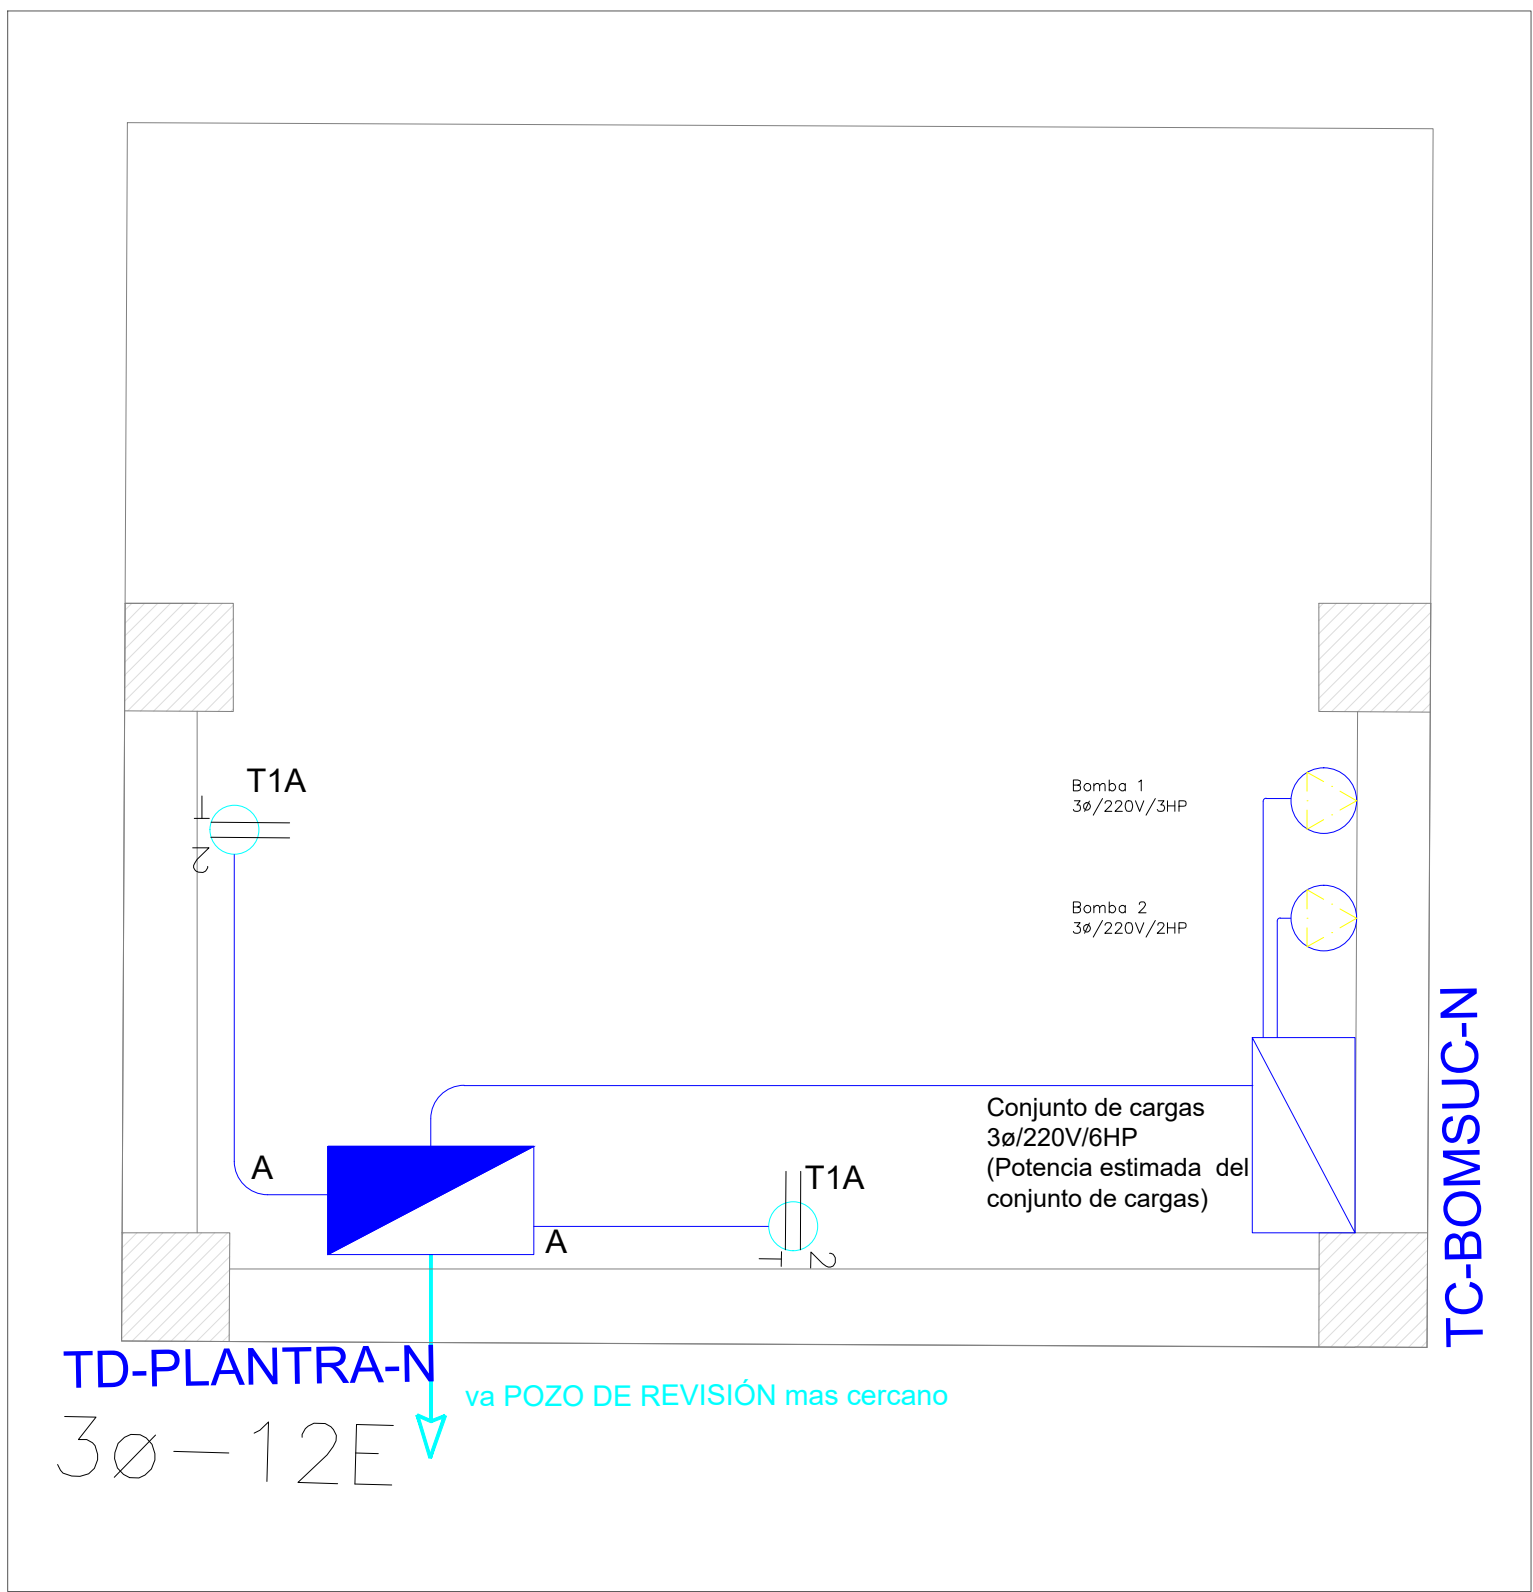 T1A
T
2
Bomba 1
3ø/220V/3HP
Bomba 2
3ø/220V/2HP
TC-BOMSUC-N
Conjunto de cargas
3ø/220V/6HP
(Potencia estimada del
conjunto de cargas)
A
T1A
A
T
2
TD-PLANTRA-N
va POZO DE REVISIÓN mas cercano
3ø-12E